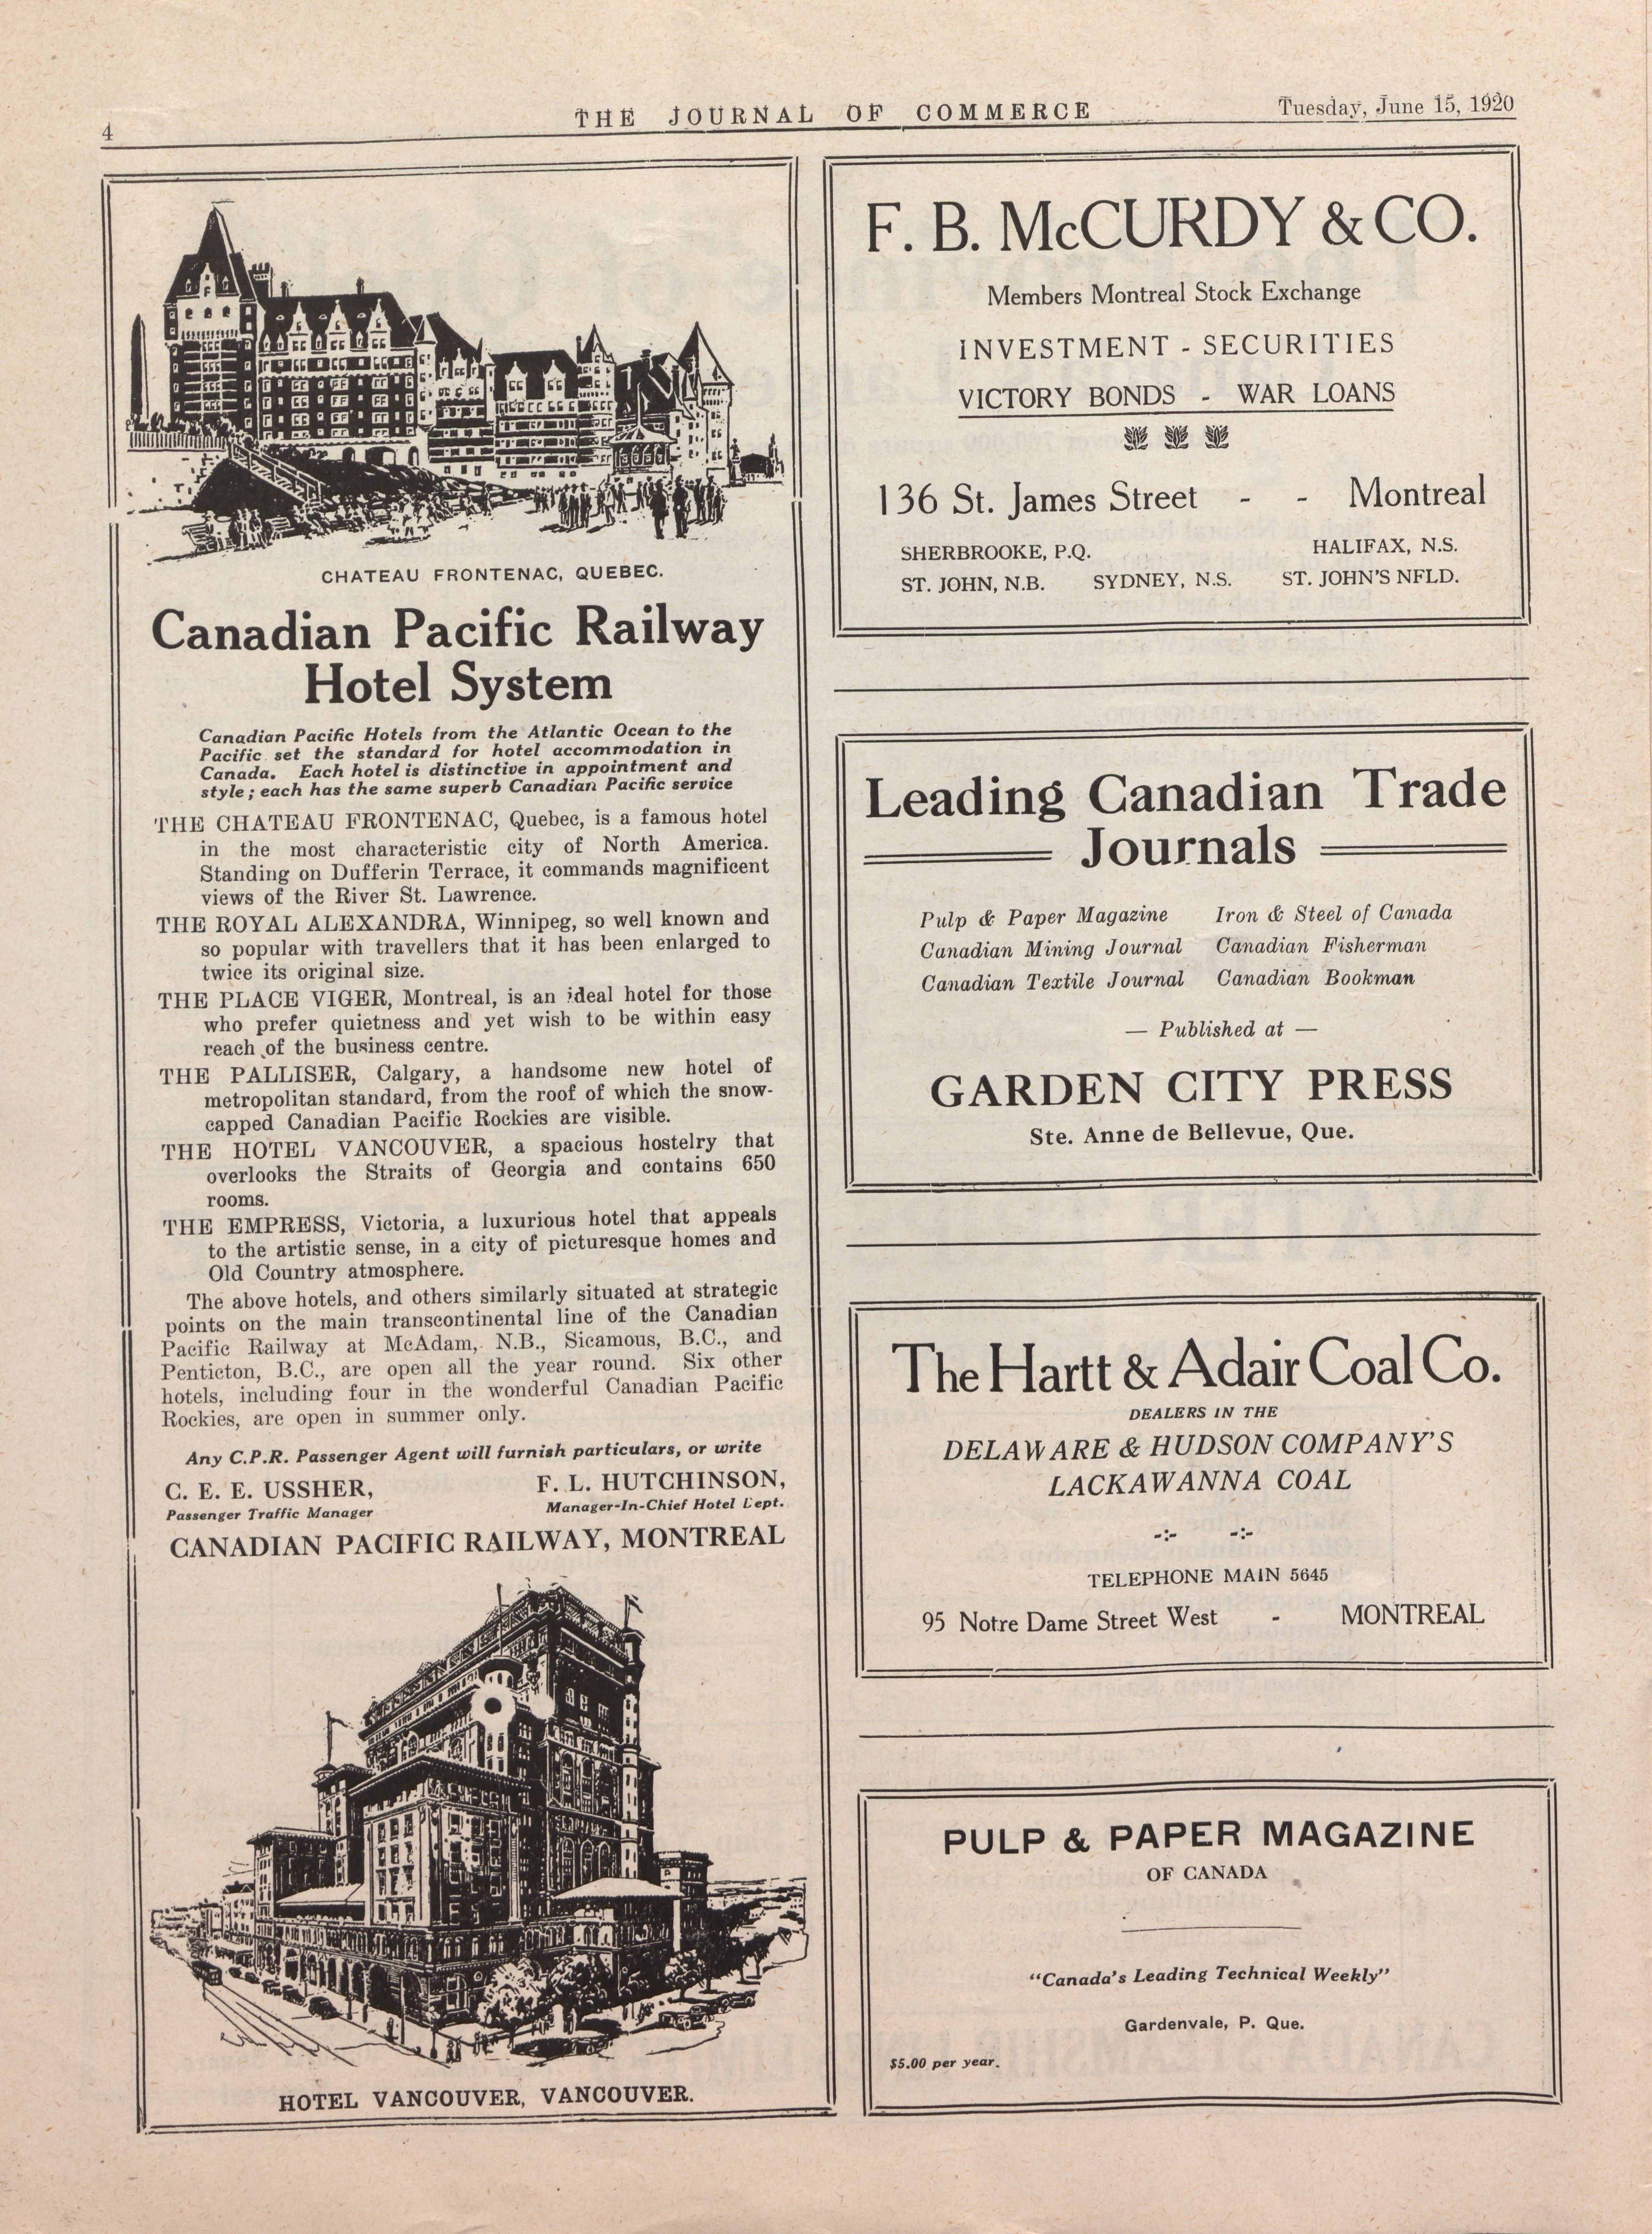 4
THE JOURNAL OF COMMERCE
Tuesday, June 15, 1920
CHATEAU FRONTENAC, QUEBEC.
Canadian Pacific Railway
Hotel System
Canadian Pacific Hotels from the Atlantic Ocean to the
Pacific set the standard for hotel accommodation in
Canada. Each hotel is distinctive in appointment and
style; each has the same superb Canadian Pacific service
THE CHATEAU FRONTENAC, Quebec, is a famous hotel
in the most characteristic city of North America.
Standing on Dufferin Terrace, it commands magnificent
views of the River St. Lawrence.
THE ROYAL ALEXANDRA, Winnipeg, so well known and
so popular with travellers that it has been enlarged to
twice its original size.
THE PLACE VIGER, Montreal, is an ideal hotel for those
who prefer quietness and yet wish to be within easy
reach of the business centre.
THE PALLISER, Calgary, a handsome new hotel of
metropolitan standard, from the roof of which the snow-
capped Canadian Pacific Rockies are visible.
THE HOTEL VANCOUVER, a spacious hostelry that
overlooks the Straits of Georgia and contains 650
rooms.
THE EMPRESS, Victoria, a luxurious hotel that appeals
to the artistic sense, in a city of picturesque homes and
Old Country atmosphere.
The above hotels, and others similarly situated at strategic
points on the main transcontinental line of the Canadian
Pacific Railway at McAdam, N.B., Sicamous, B.C., and
Penticton, B.C., are open all the year round. Six other
hotels, including four in the wonderful Canadian Pacific
Rockies, are open in summer only.
Any C.P.R. Passenger Agent will furnish particulars, or write
C. E. E. USSHER,
Passenger Traffic Manager
F. L. HUTCHINSON,
Manager-In-Chief Hotel Dept.
CANADIAN PACIFIC RAILWAY, MONTREAL
HOTEL VANCOUVER, VANCOUVER.
F. B. McCURDY & CO.
Members Montreal Stock Exchange
INVESTMENT - SECURITIES
VICTORY BONDS - WAR LOANS
136 St. James Street - - Montreal
SHERBROOKE, P.Q. HALIFAX, N.S.
ST. JOHN, N.B. SYDNEY, N.S. ST. JOHN'S NFLD.
Leading Canadian Trade
Journals
Pulp & Paper Magazine Iron & Steel of Canada
Canadian Mining Journal Canadian Fisherman
Canadian Textile Journal Canadian Bookman
— Published at —
GARDEN CITY PRESS
Ste. Anne de Bellevue, Que.
The Hartt & Adair Coal Co.
DEALERS IN THE
DELAWARE & HUDSON COMPANY'S
LACKAWANNA COAL
-:- -:-
TELEPHONE MAIN 5645
95 Notre Dame Street West - MONTREAL
PULP & PAPER MAGAZINE
OF CANADA
"Canada's Leading Technical Weekly"
Gardenvale, P. Que.
$5.00 per year.